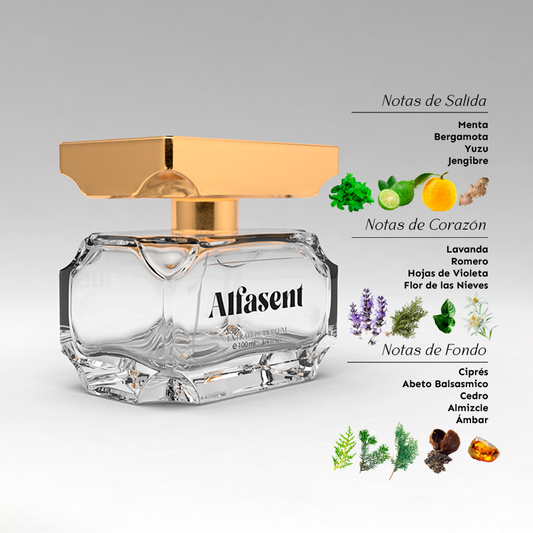 Notas de Salida
Menta
Bergamota
Yuzu
Jengibre
Notas de Corazón
Lavanda
Romero
Hojas de Violeta
Flor de las Nieves
Notas de Fondo
Ciprés
Abeto Balsasmico
Cedro
Almizcle
Ámbar
Alfasent
100ml